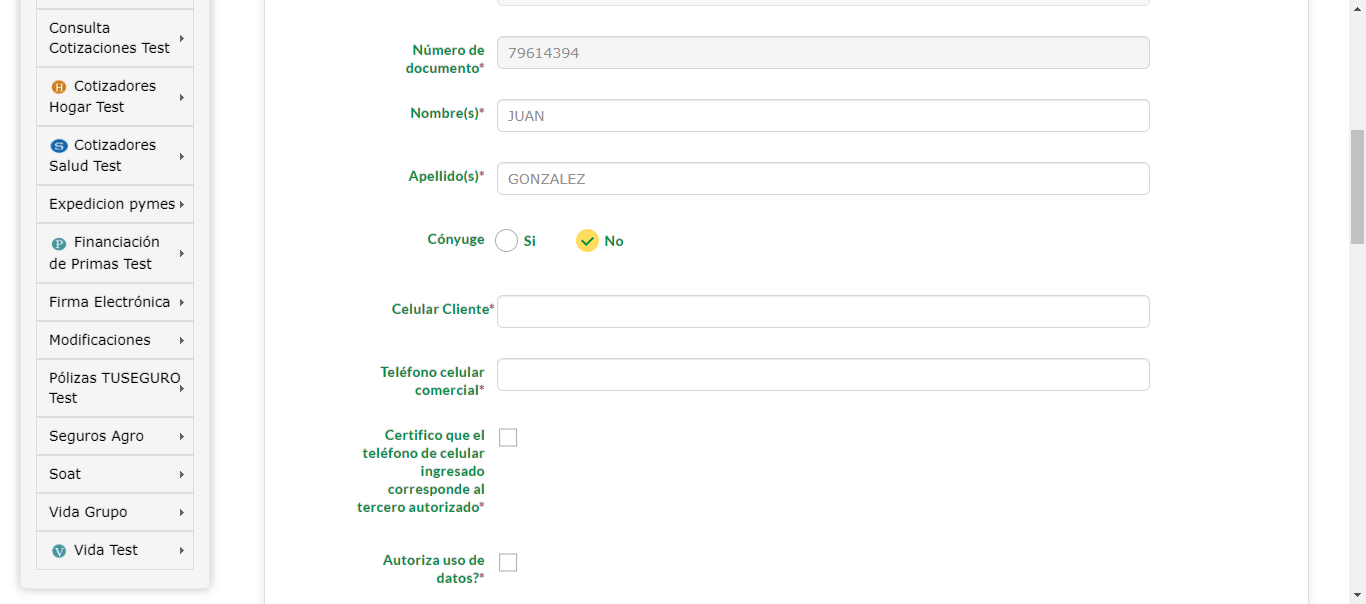 Consulta
Cotizaciones Test
H Cotizadores
Hogar Test
S Cotizadores
Salud Test
Expedicion pymes
P Financiación
de Primas Test
Firma Electrónica
Modificaciones
Pólizas TUSEGURO
Test
Seguros Agro
Soat
Vida Grupo
V Vida Test
Número de
documento*
79614394
Nombre(s)*
JUAN
Apellido(s)*
GONZALEZ
Cónyuge
Si
No
Celular Cliente*
Teléfono celular
comercial*
Certifico que el
teléfono de celular
ingresado
corresponde al
tercero autorizado*
Autoriza uso de
datos?*